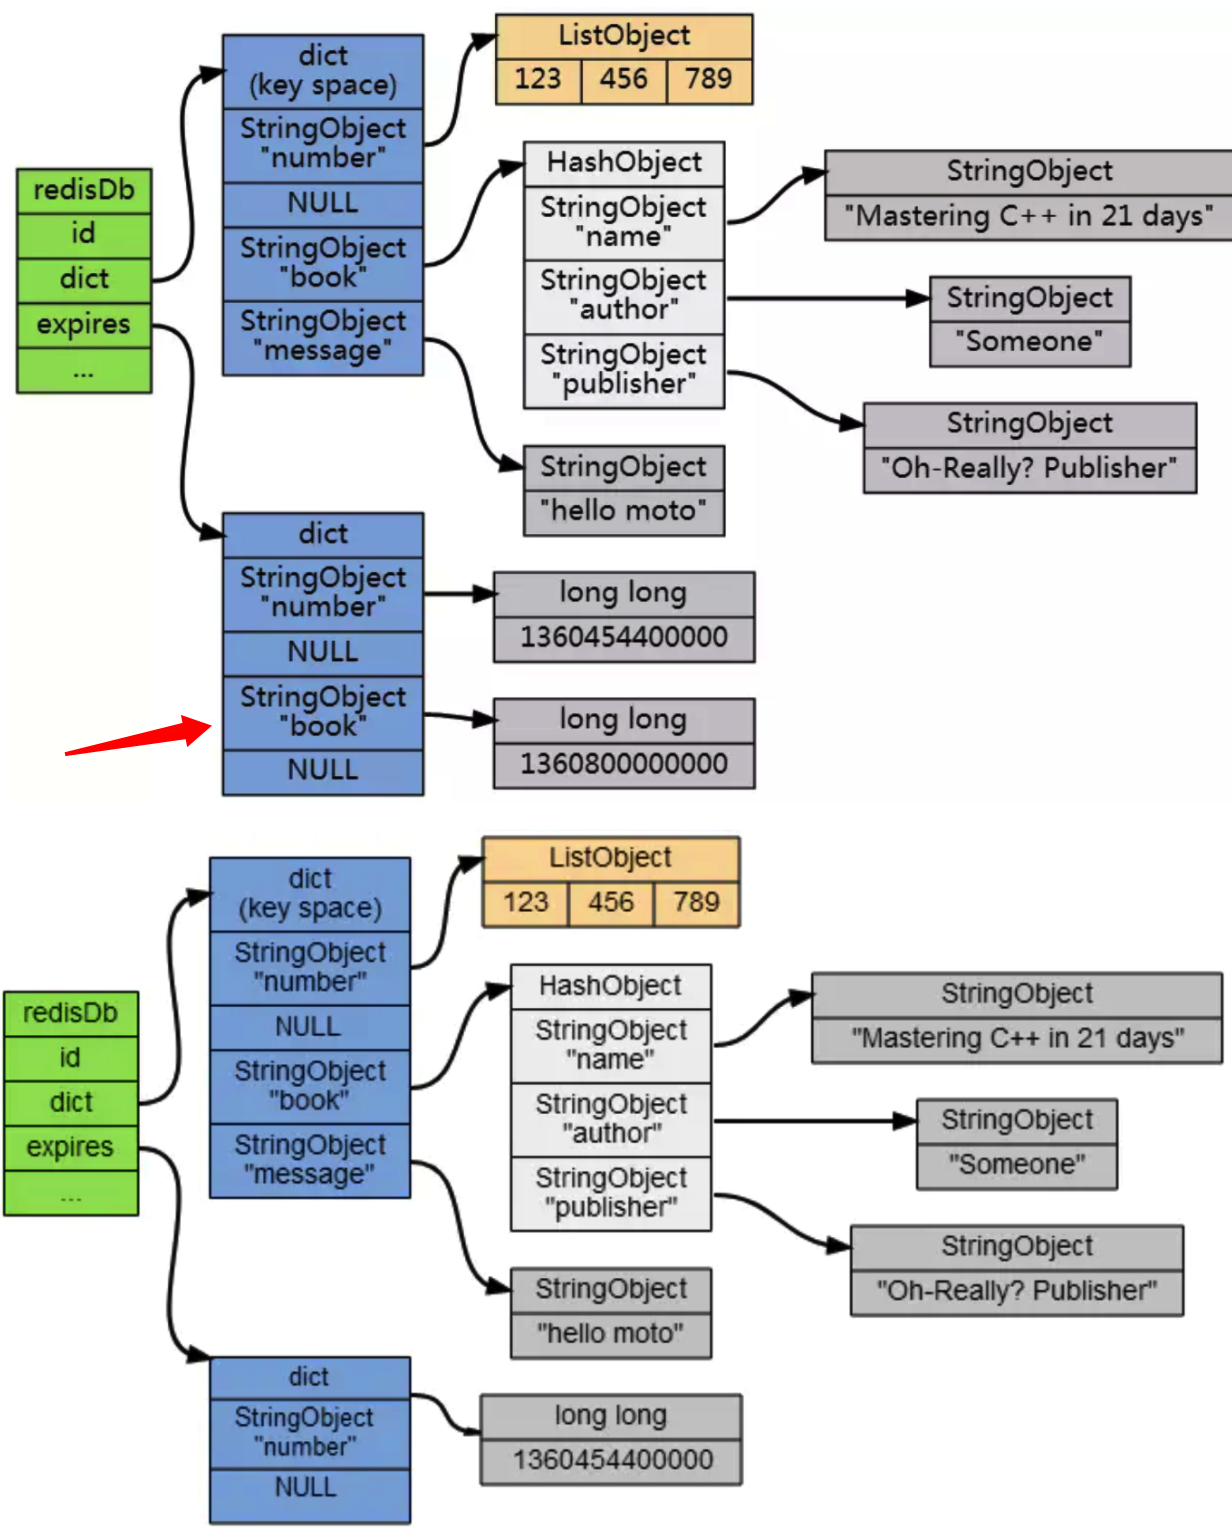 redisDb
id
dict
expires
...
dict
(key space)
StringObject
"number"
NULL
StringObject
"book"
StringObject
"message"
ListObject
123 456 789
HashObject
StringObject
"name"
StringObject
"author"
StringObject
"publisher"
StringObject
"Mastering C++ in 21 days"
StringObject
"Someone"
StringObject
"Oh-Really? Publisher"
StringObject
"hello moto"
dict
StringObject
"number"
NULL
StringObject
"book"
NULL
long long
1360454400000
long long
1360800000000
redisDb
id
dict
expires
...
dict
(key space)
StringObject
"number"
NULL
StringObject
"book"
StringObject
"message"
ListObject
123 456 789
HashObject
StringObject
"name"
StringObject
"author"
StringObject
"publisher"
StringObject
"Mastering C++ in 21 days"
StringObject
"Someone"
StringObject
"Oh-Really? Publisher"
StringObject
"hello moto"
dict
StringObject
"number"
NULL
long long
1360454400000